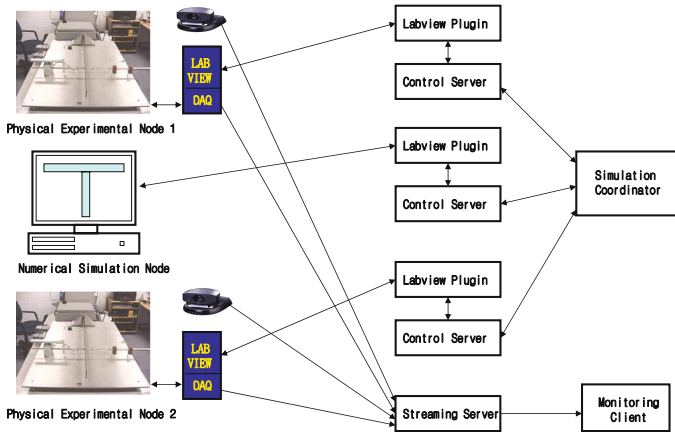 Labview Plugin
LAB
VIEW
DAQ
Control Server
Physical Experimental Node 1
Labview Plugin
Simulation
Coordinator
Control Server
Numerical Simulation Node
Labview Plugin
LAB
VIEW
DAQ
Control Server
Physical Experimental Node 2
Streaming Server
Monitoring
Client